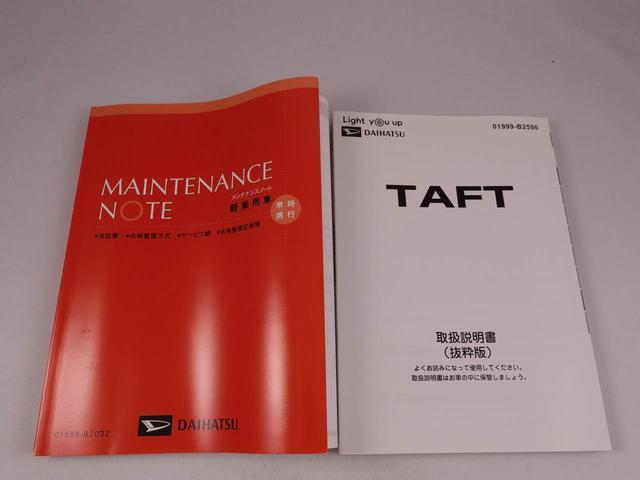 MAINTENANCE
NOTE
メンテナンスノート
軽乗用車
常時
携行
●保証書 ●点検整備方式 ●サービス網 ●点検整備記録簿
DAIHATSU
01999-B2032
Light you up
DAIHATSU
01999-B2590
TAFT
取扱説明書
(抜粋版)
よくお読みになって使用してください。
取扱説明書はお車の中に保管しましょう。